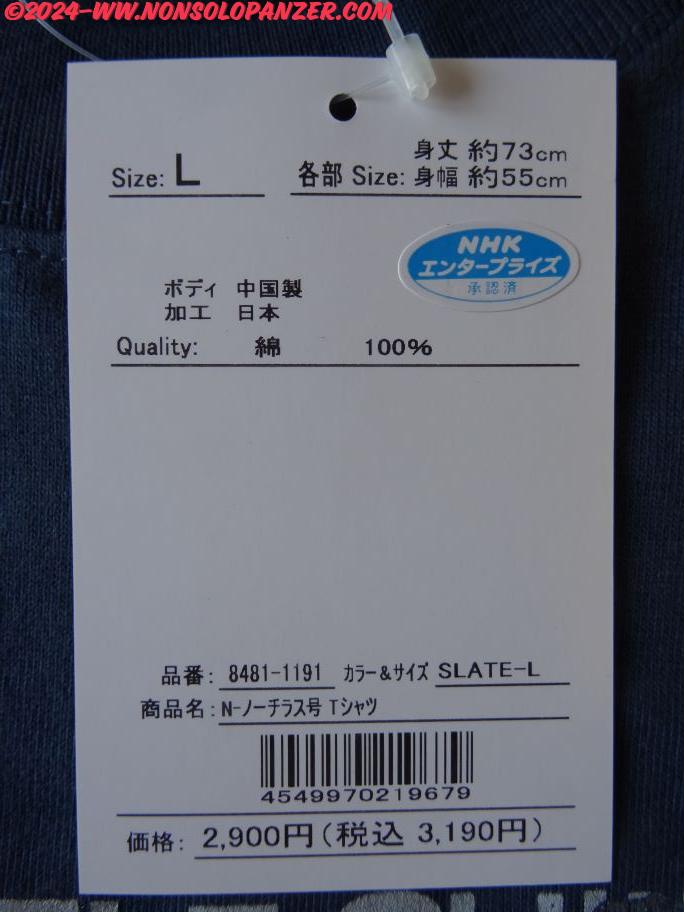 ©2024-WW.NONSOLOPANZER.COM
身丈 約73cm
Size: L 各部 Size: 身幅 約55cm
NHK
エンタープライズ
承認済
ボディ 中国製
加工 日本
Quality: 綿 100%
品番: 8481-1191 カラー&サイズ SLATE-L
商品名: N-ノーチラス号 Tシャツ
4549970219679
価格: 2,900円(税込 3,190円)